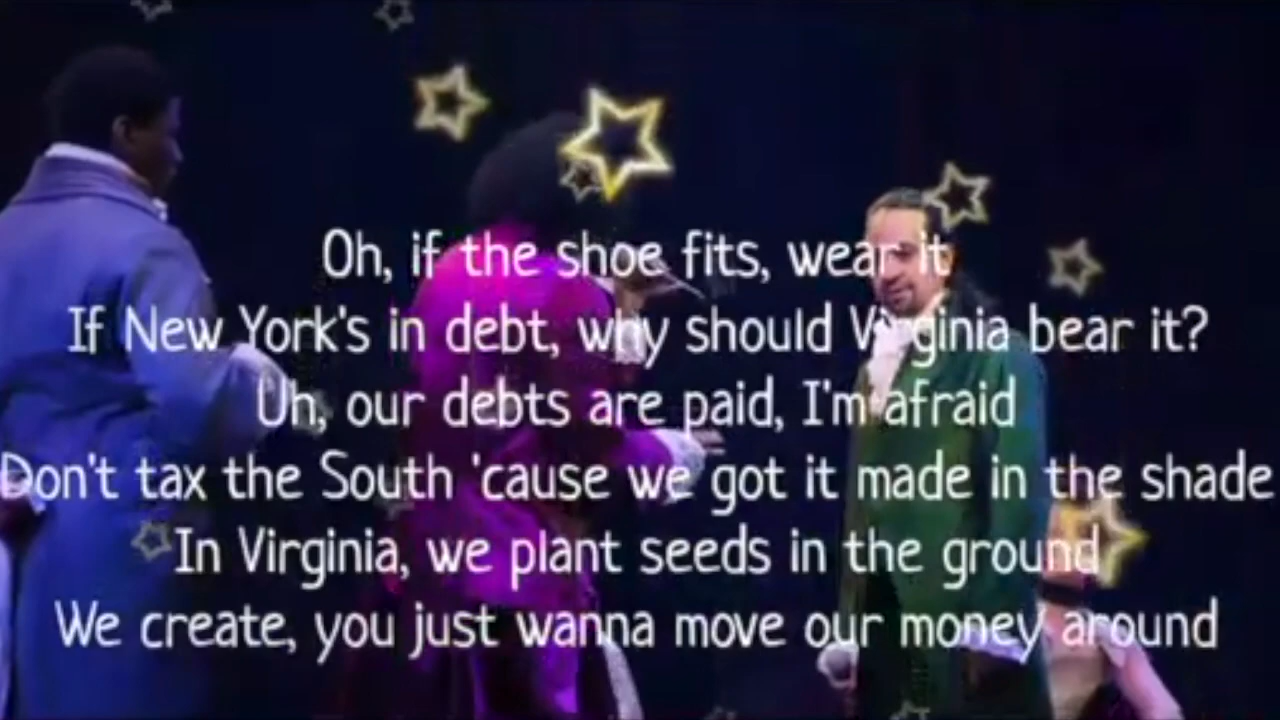 Oh, if the shoe fits, wear it
If New York's in debt, why should Virginia bear it?
Uh, our debts are paid, I'm afraid
Don't tax the South 'cause we got it made in the shade
In Virginia, we plant seeds in the ground
We create, you just wanna move our money around